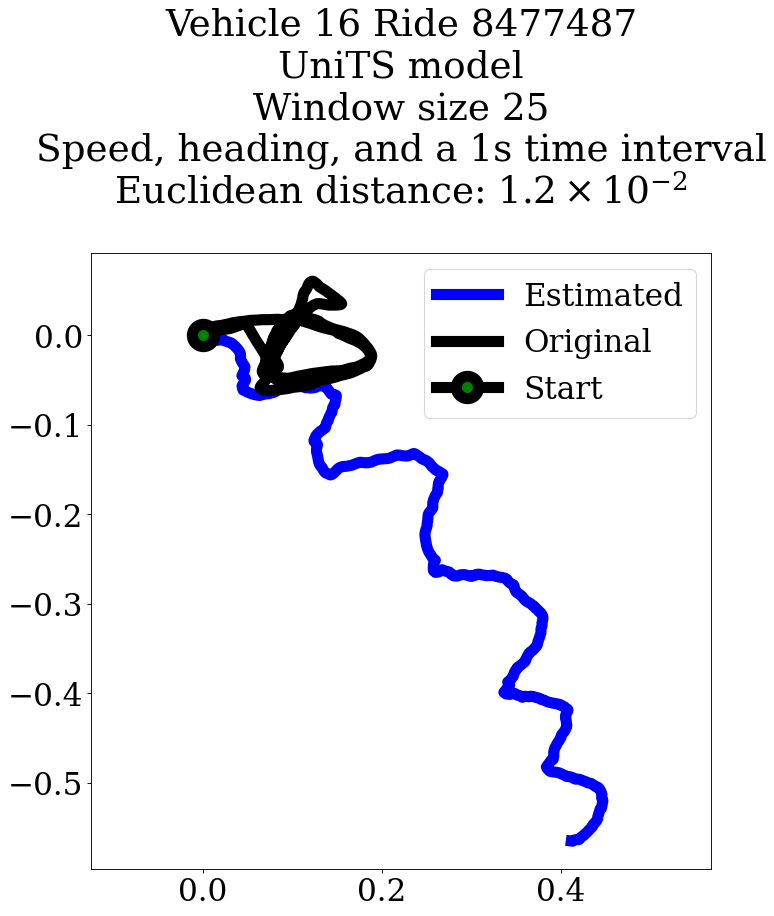 Vehicle 16 Ride 8477487
UniTS model
Window size 25
Speed, heading, and a 1s time interval
Euclidean distance: 1.2 × 10⁻²
Estimated
Original
Start
0.0
−0.1
−0.2
−0.3
−0.4
−0.5
0.0 0.2 0.4